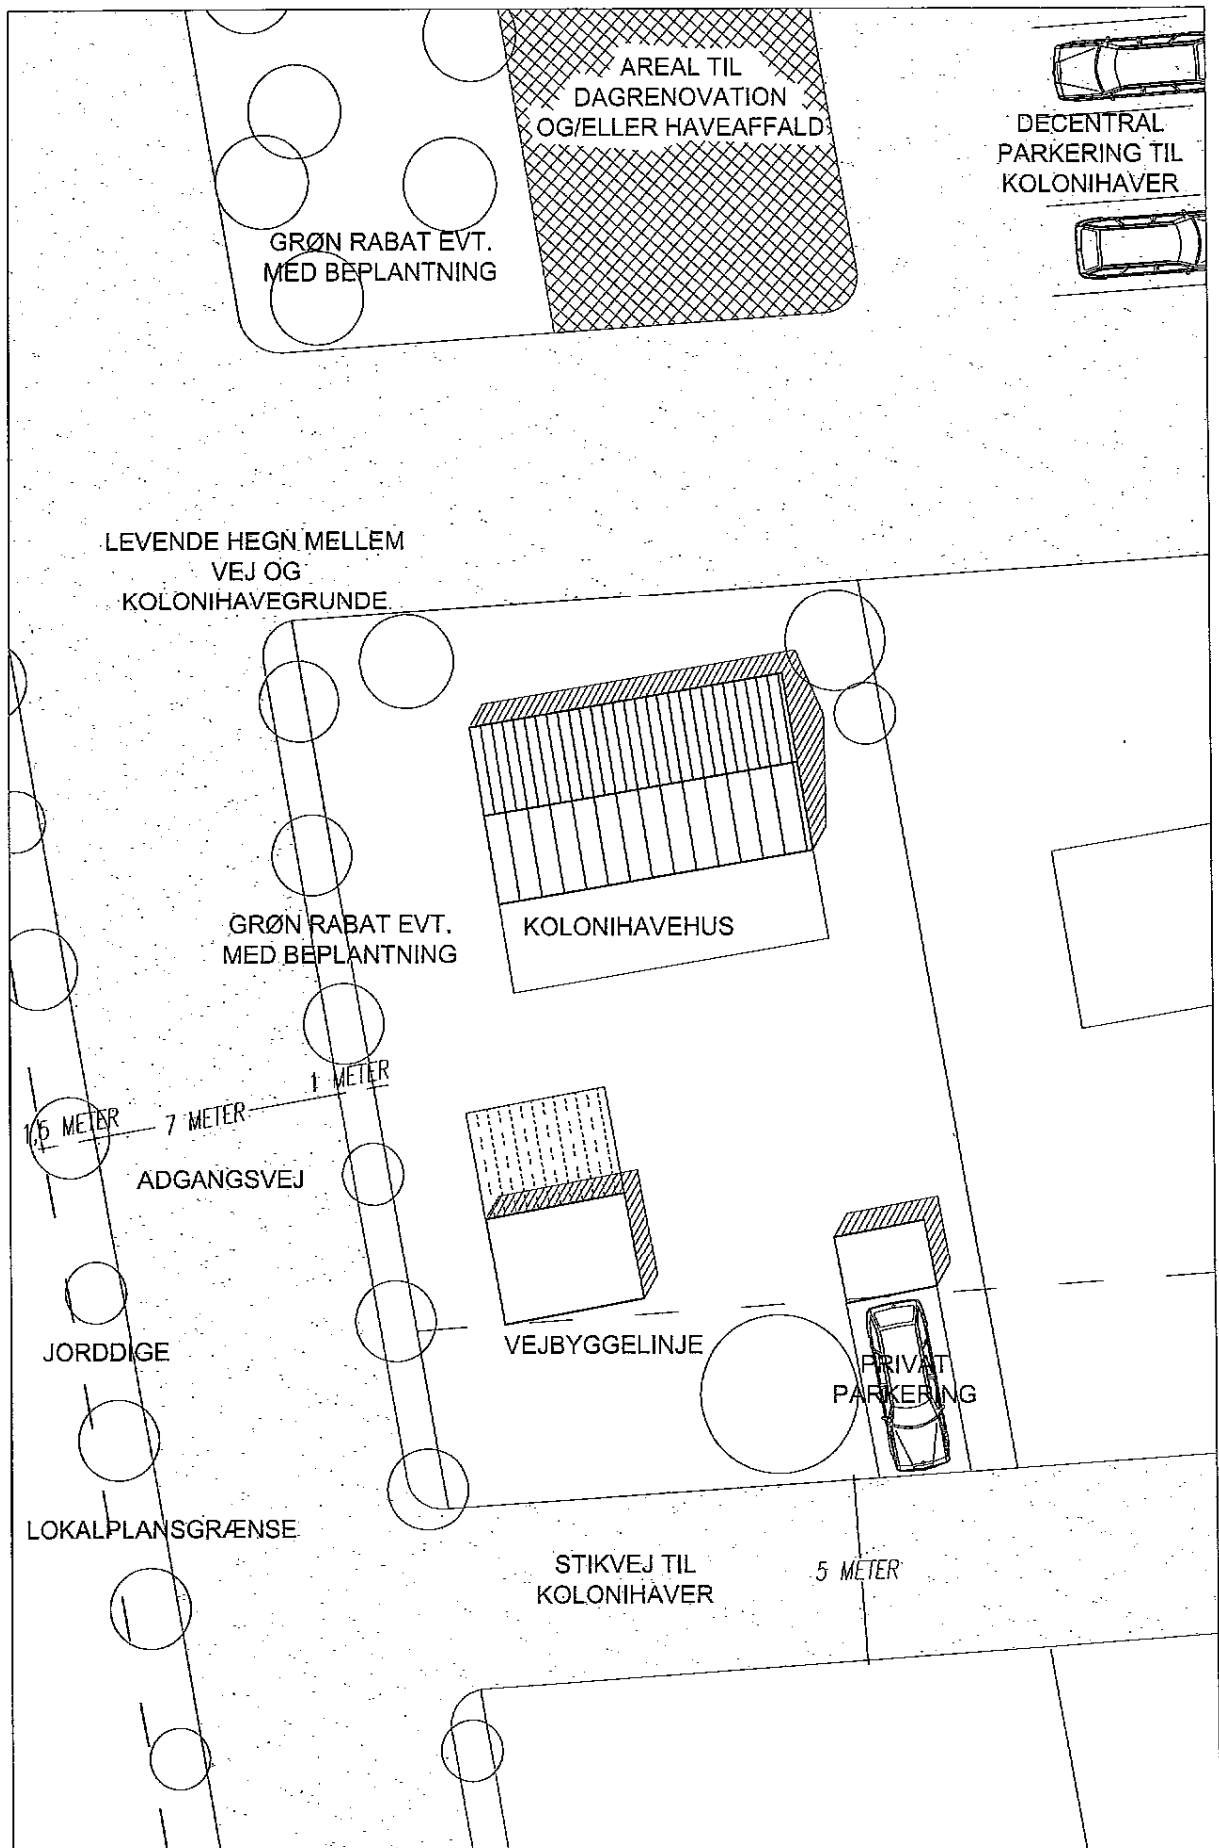 AREAL TIL
DAGRENOVATION
OG/ELLER HAVEAFFALD
DECENTRAL
PARKERING TIL
KOLONIHAVER
GRØN RABAT EVT.
MED BEPLANTNING
LEVENDE HEGN MELLEM
VEJ OG
KOLONIHAVEGRUNDE
GRØN RABAT EVT.
MED BEPLANTNING
KOLONIHAVEHUS
1 METER
7 METER
1,5 METER
ADGANGSVEJ
JORDDIGE
VEJBYGGELINJE
PRIVAT
PARKERING
LOKALPLANSGRÆNSE
STIKVEJ TIL
KOLONIHAVER
5 METER